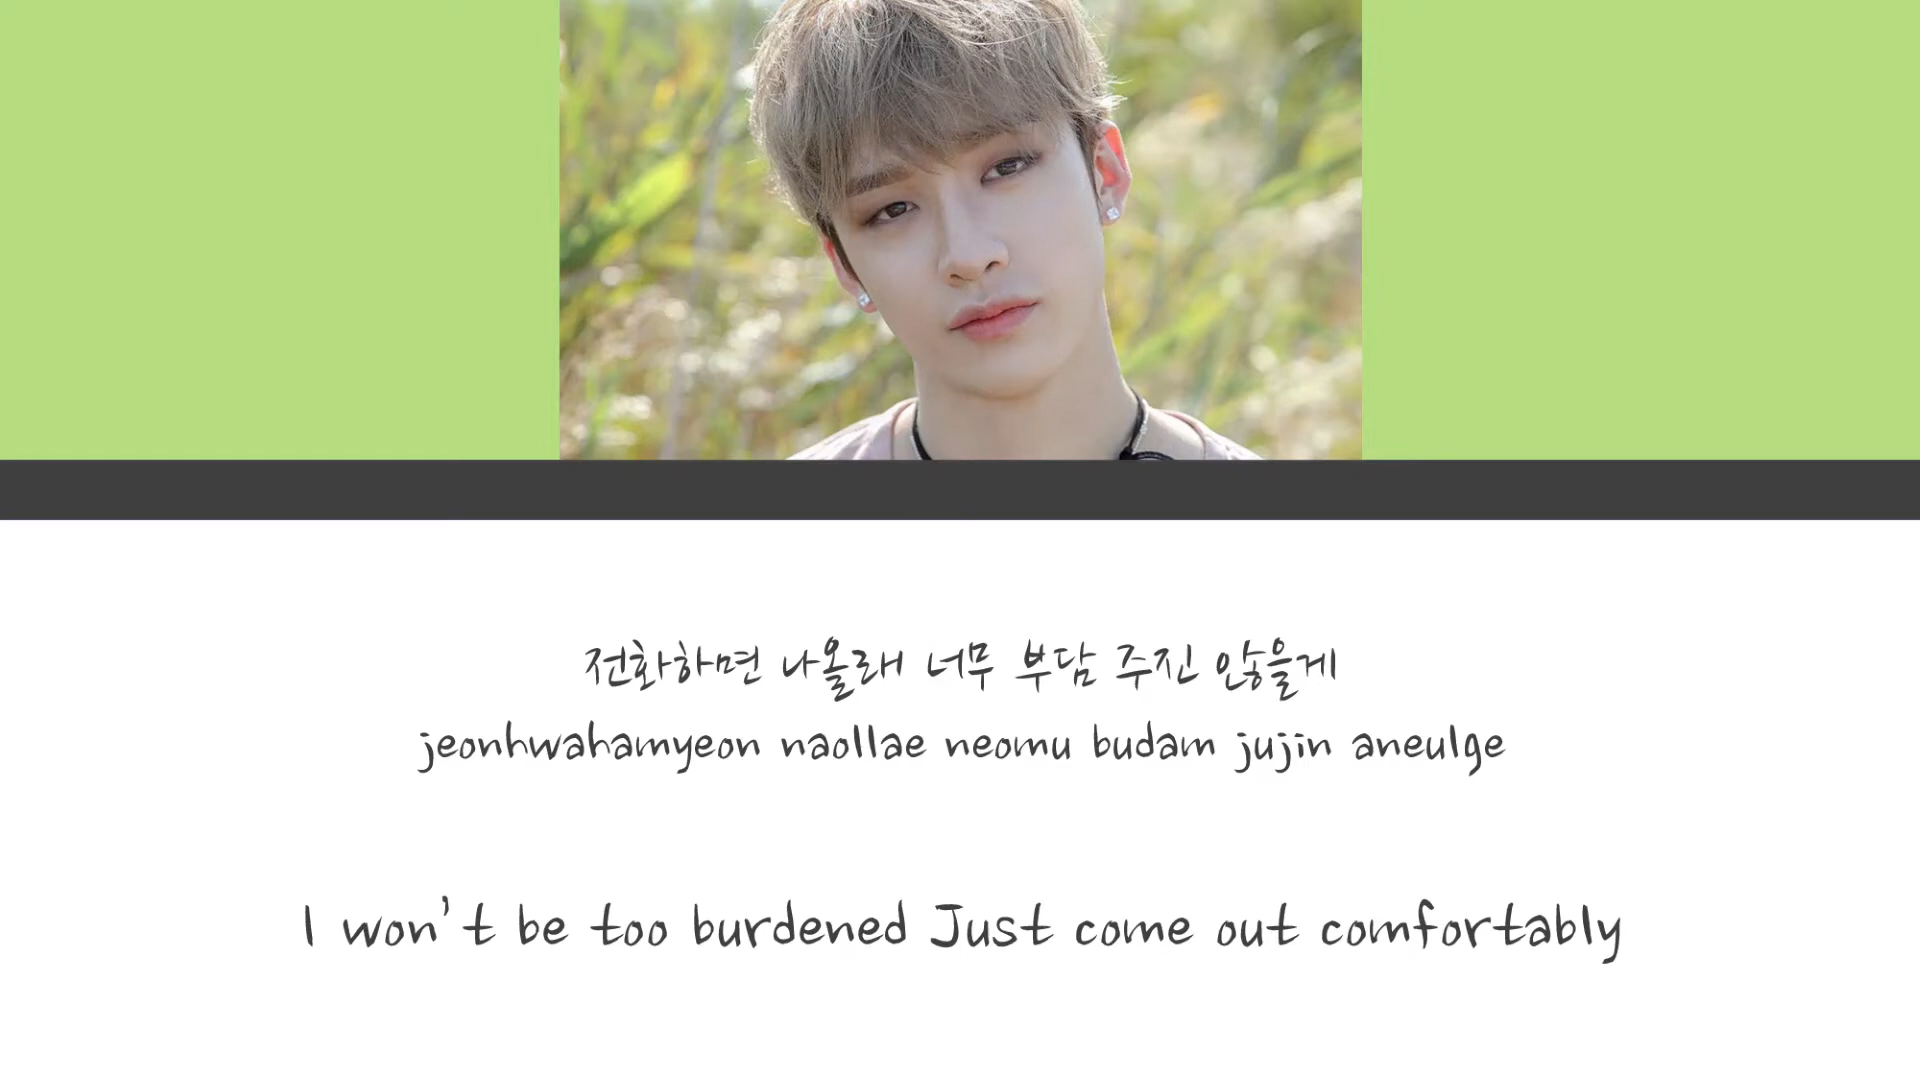 전화하면 나올래 너무 부담 주진 않을게
jeonhwahamyeon naollae neomu budam jujin aneulge
I won't be too burdened Just come out comfortably